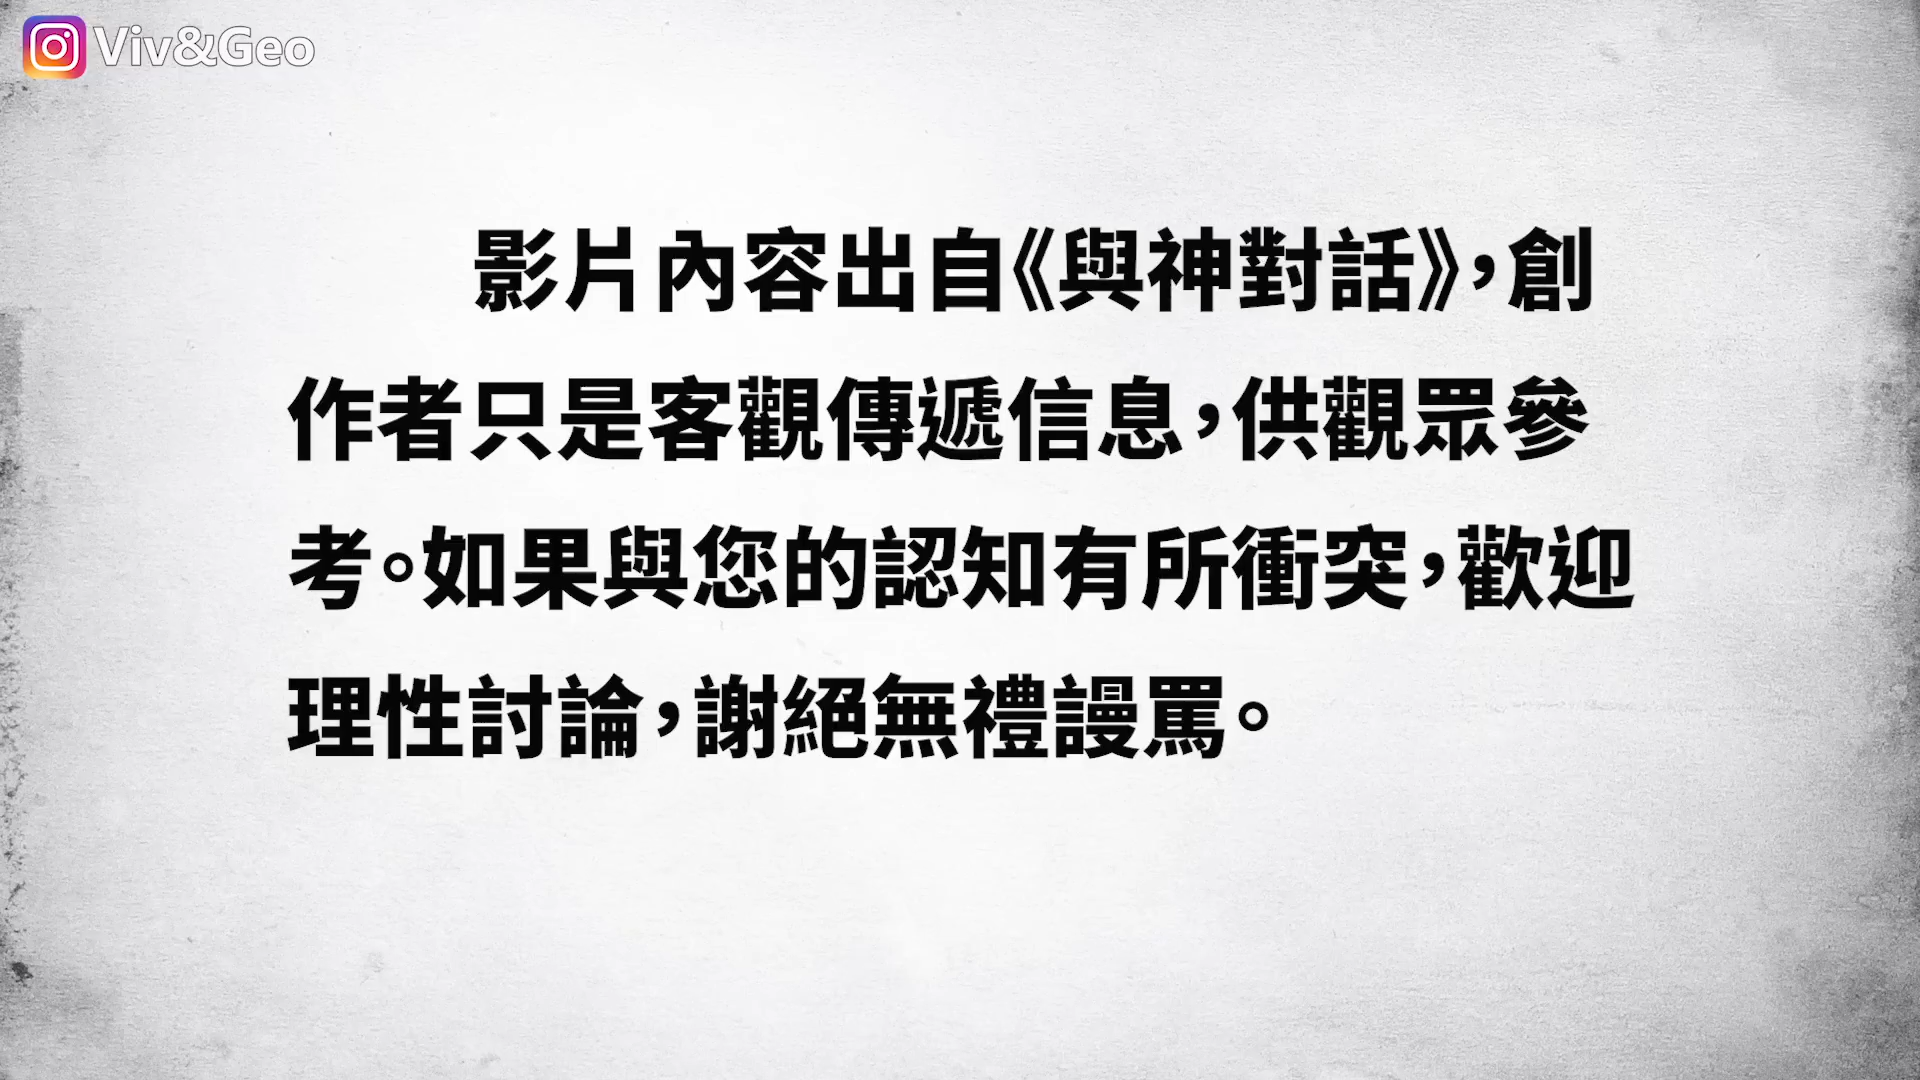 Viv&Geo
影片內容出自《與神對話》，創
作者只是客觀傳遞信息，供觀眾參
考。如果與您的認知有所衝突，歡迎
理性討論，謝絕無禮謾罵。